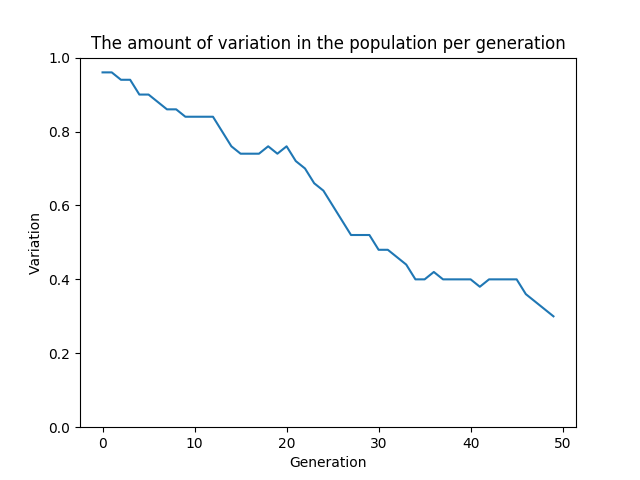 The amount of variation in the population per generation
1.0
0.8
0.6
0.4
0.2
0.0
Variation
0 10 20 30 40 50
Generation